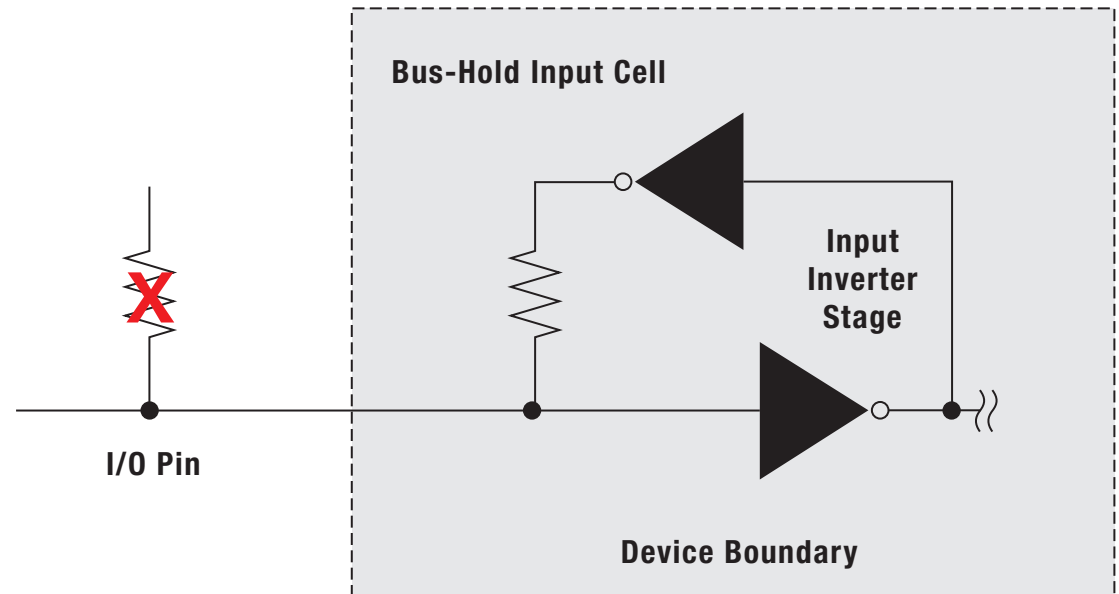 Bus-Hold Input Cell
Input
Inverter
Stage
X
I/O Pin
Device Boundary